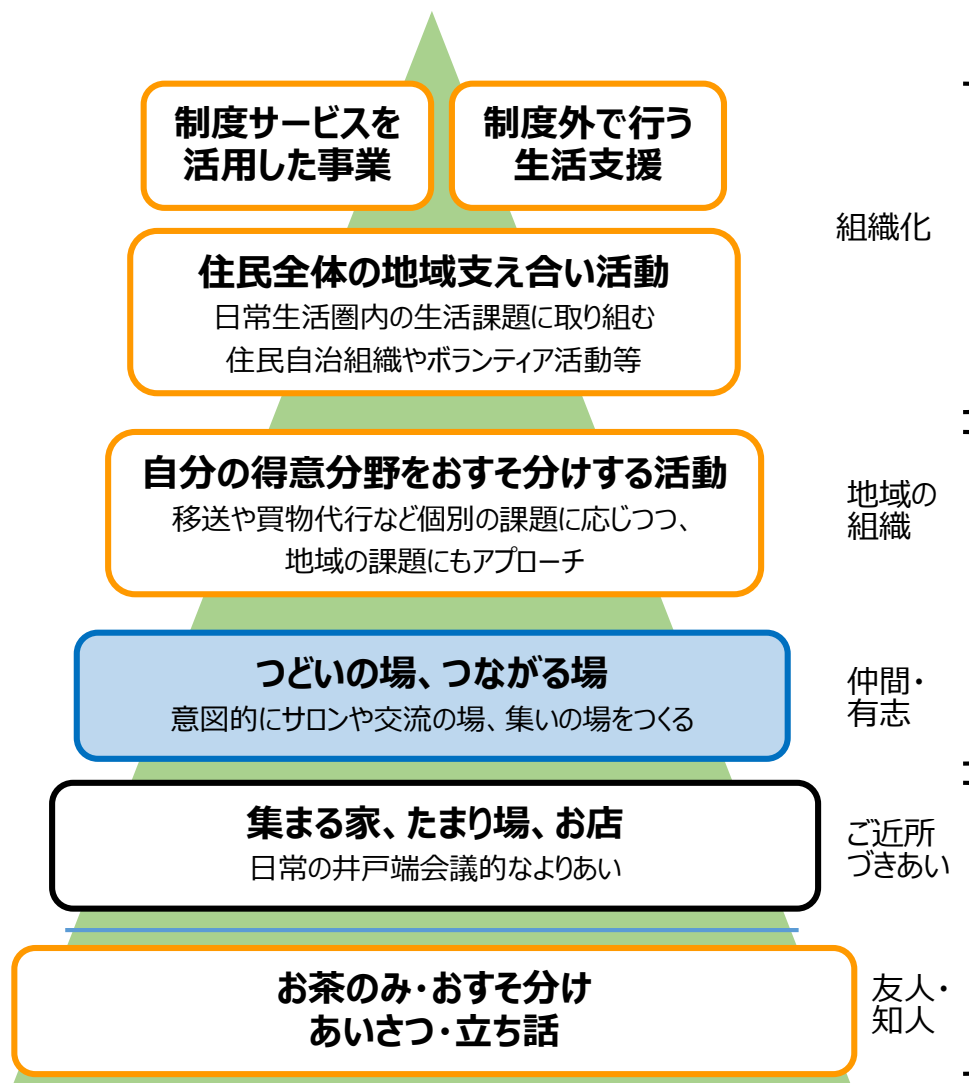 制度サービスを
活用した事業
制度外で行う
生活支援
組織化
住民全体の地域支え合い活動
日常生活圏内の生活課題に取り組む
住民自治組織やボランティア活動等
自分の得意分野をおすそ分けする活動
移送や買物代行など個別の課題に応じつつ、
地域の課題にもアプローチ
地域の
組織
つどいの場、つながる場
意図的にサロンや交流の場、集いの場をつくる
仲間・
有志
集まる家、たまり場、お店
日常の井戸端会議的なよりあい
ご近所
づきあい
お茶のみ・おすそ分け
あいさつ・立ち話
友人・
知人